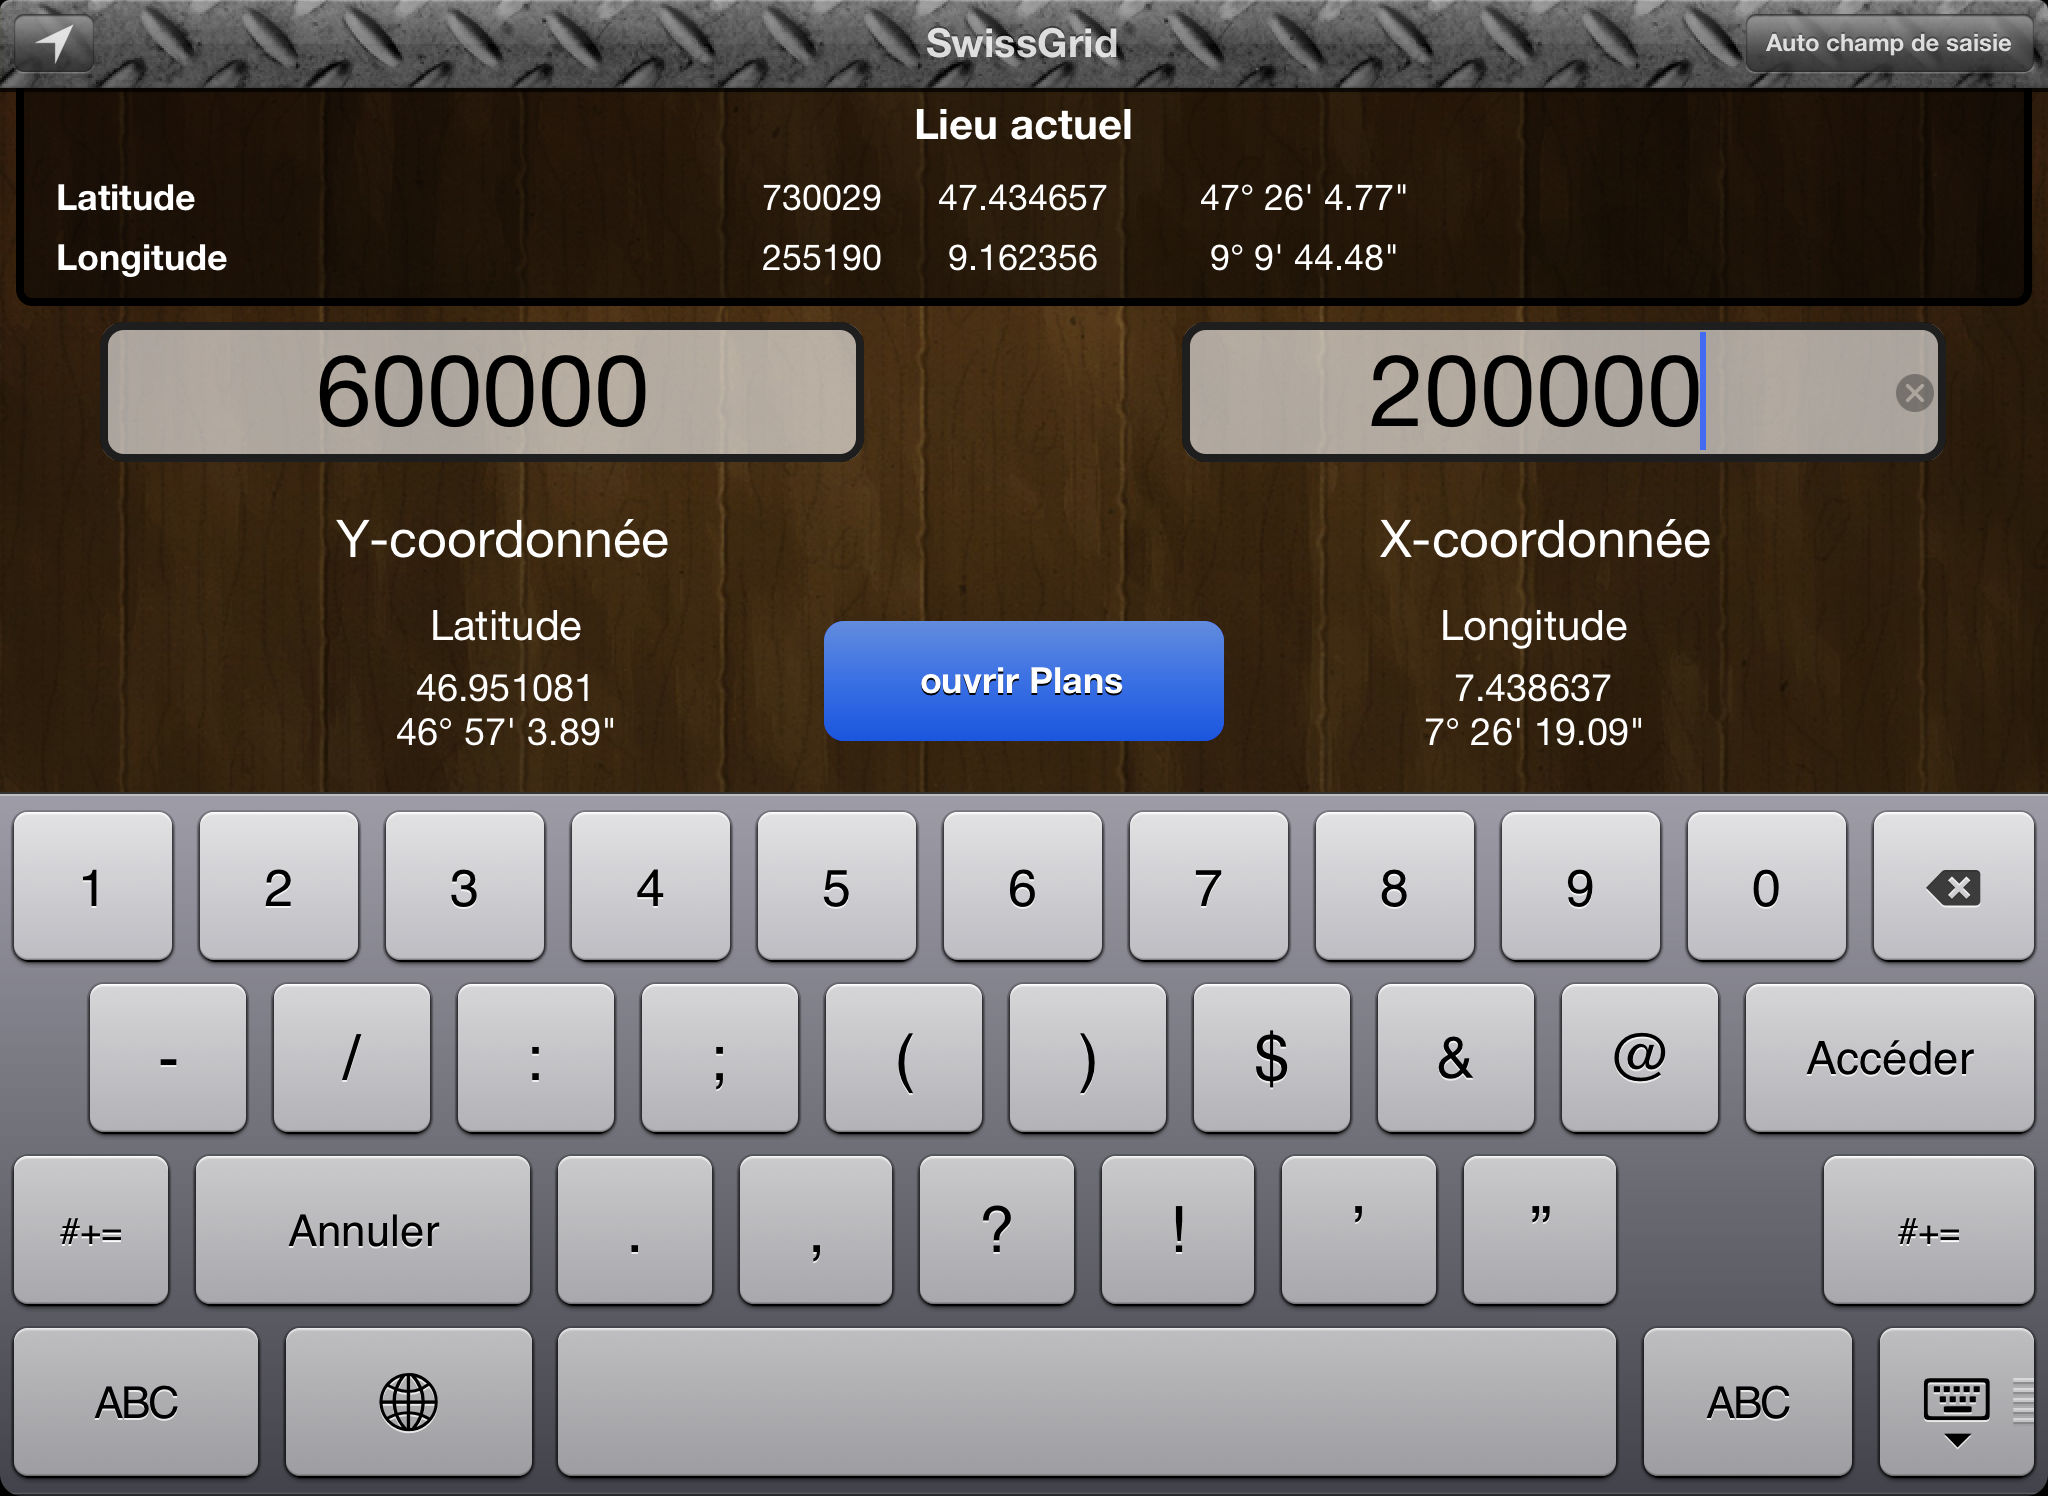 SwissGrid
Auto champ de saisie
Lieu actuel
Latitude 730029 47.434657 47° 26' 4.77"
Longitude 255190 9.162356 9° 9' 44.48"
600000 200000
Y-coordonnée X-coordonnée
Latitude Longitude
46.951081 7.438637
46° 57' 3.89" 7° 26' 19.09"
ouvrir Plans
1 2 3 4 5 6 7 8 9 0
- / : ; ( ) $ & @ Accéder
#+= Annuler . , ? ! ’ ” #+=
ABC ABC